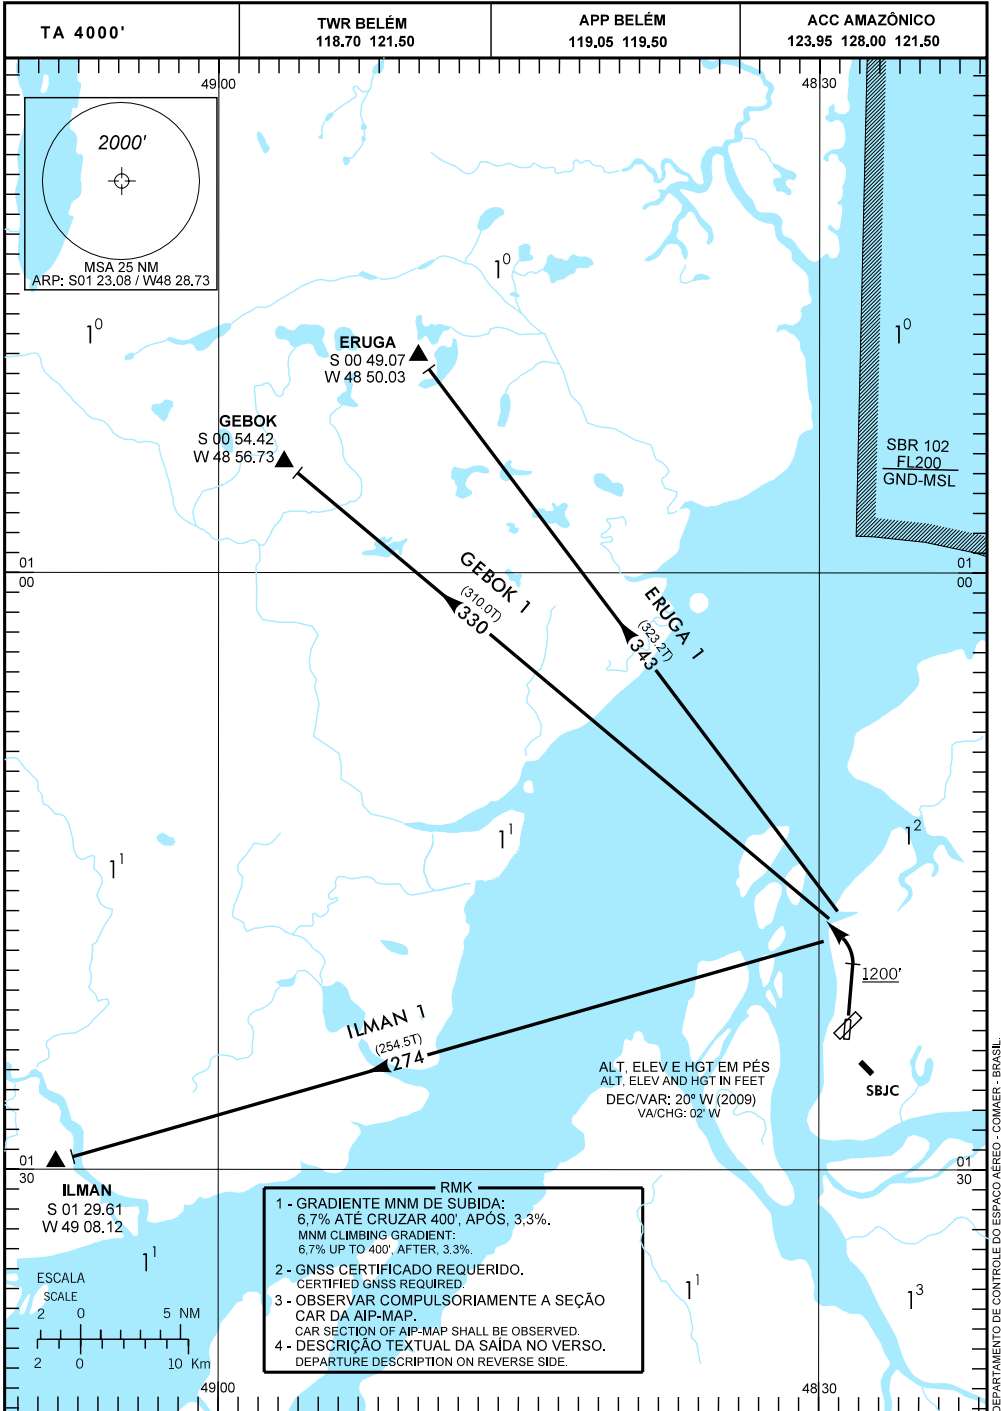 TA 4000'
TWR BELÉM
118.70 121.50
APP BELÉM
119.05 119.50
ACC AMAZÔNICO
123.95 128.00 121.50
49 00
48 30
2000'
MSA 25 NM
ARP: S01 23.08 / W48 28.73
1⁰
1⁰
1⁰
ERUGA
S 00 49.07
W 48 50.03
GEBOK
S 00 54.42
W 48 56.73
SBR 102
FL200
GND-MSL
01
00
01
00
GEBOK 1
(310.0T)
330
ERUGA 1
(323.2T)
343
1¹
1¹
1²
1200'
ILMAN 1
(254.5T)
274
ALT, ELEV E HGT EM PÉS
ALT, ELEV AND HGT IN FEET
DEC/VAR: 20° W (2009)
VA/CHG: 02' W
SBJC
01
30
01
30
ILMAN
S 01 29.61
W 49 08.12
1¹
1¹
1³
RMK
1 - GRADIENTE MNM DE SUBIDA:
6,7% ATÉ CRUZAR 400', APÓS, 3,3%.
MNM CLIMBING GRADIENT:
6,7% UP TO 400', AFTER, 3.3%.
2 - GNSS CERTIFICADO REQUERIDO.
CERTIFIED GNSS REQUIRED.
3 - OBSERVAR COMPULSORIAMENTE A SEÇÃO
CAR DA AIP-MAP.
CAR SECTION OF AIP-MAP SHALL BE OBSERVED.
4 - DESCRIÇÃO TEXTUAL DA SAÍDA NO VERSO.
DEPARTURE DESCRIPTION ON REVERSE SIDE.
ESCALA
SCALE
2 0 5 NM
2 0 10 Km
49 00
48 30
DEPARTAMENTO DE CONTROLE DO ESPAÇO AÉREO - COMAER - BRASIL.